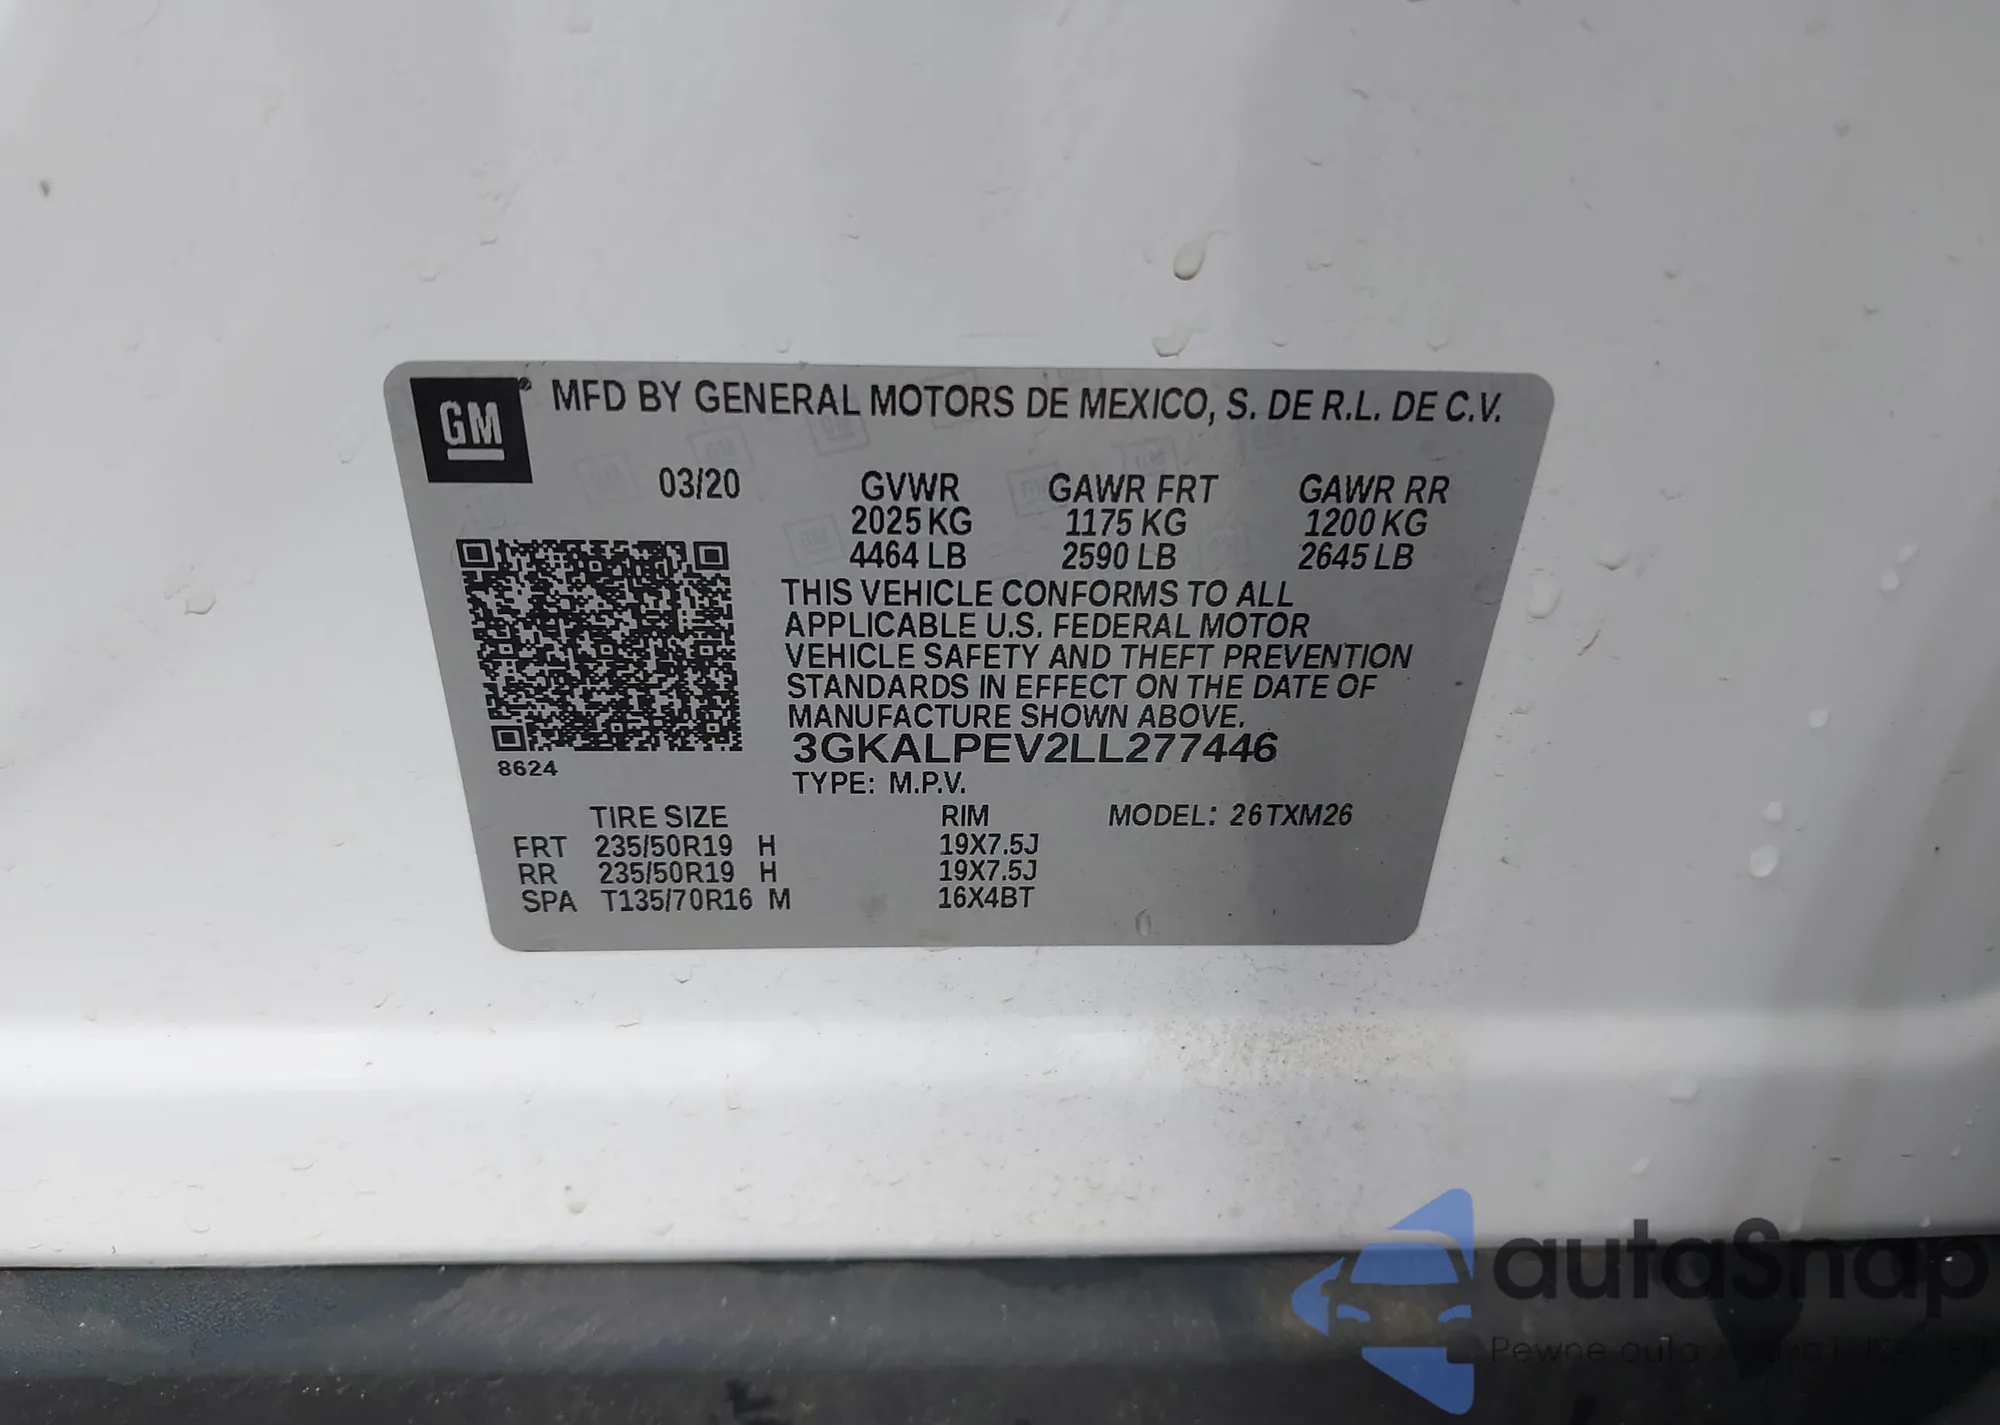 GM
MFD BY GENERAL MOTORS DE MEXICO, S. DE R.L. DE C.V.
03/20 GVWR GAWR FRT GAWR RR
2025 KG 1175 KG 1200 KG
4464 LB 2590 LB 2645 LB
THIS VEHICLE CONFORMS TO ALL
APPLICABLE U.S. FEDERAL MOTOR
VEHICLE SAFETY AND THEFT PREVENTION
STANDARDS IN EFFECT ON THE DATE OF
MANUFACTURE SHOWN ABOVE.
3GKALPEV2LL277446
8624
TYPE: M.P.V.
TIRE SIZE RIM MODEL: 26TXM26
FRT 235/50R19 H 19X7.5J
RR 235/50R19 H 19X7.5J
SPA T135/70R16 M 16X4BT
autaSnap
Pewne auta